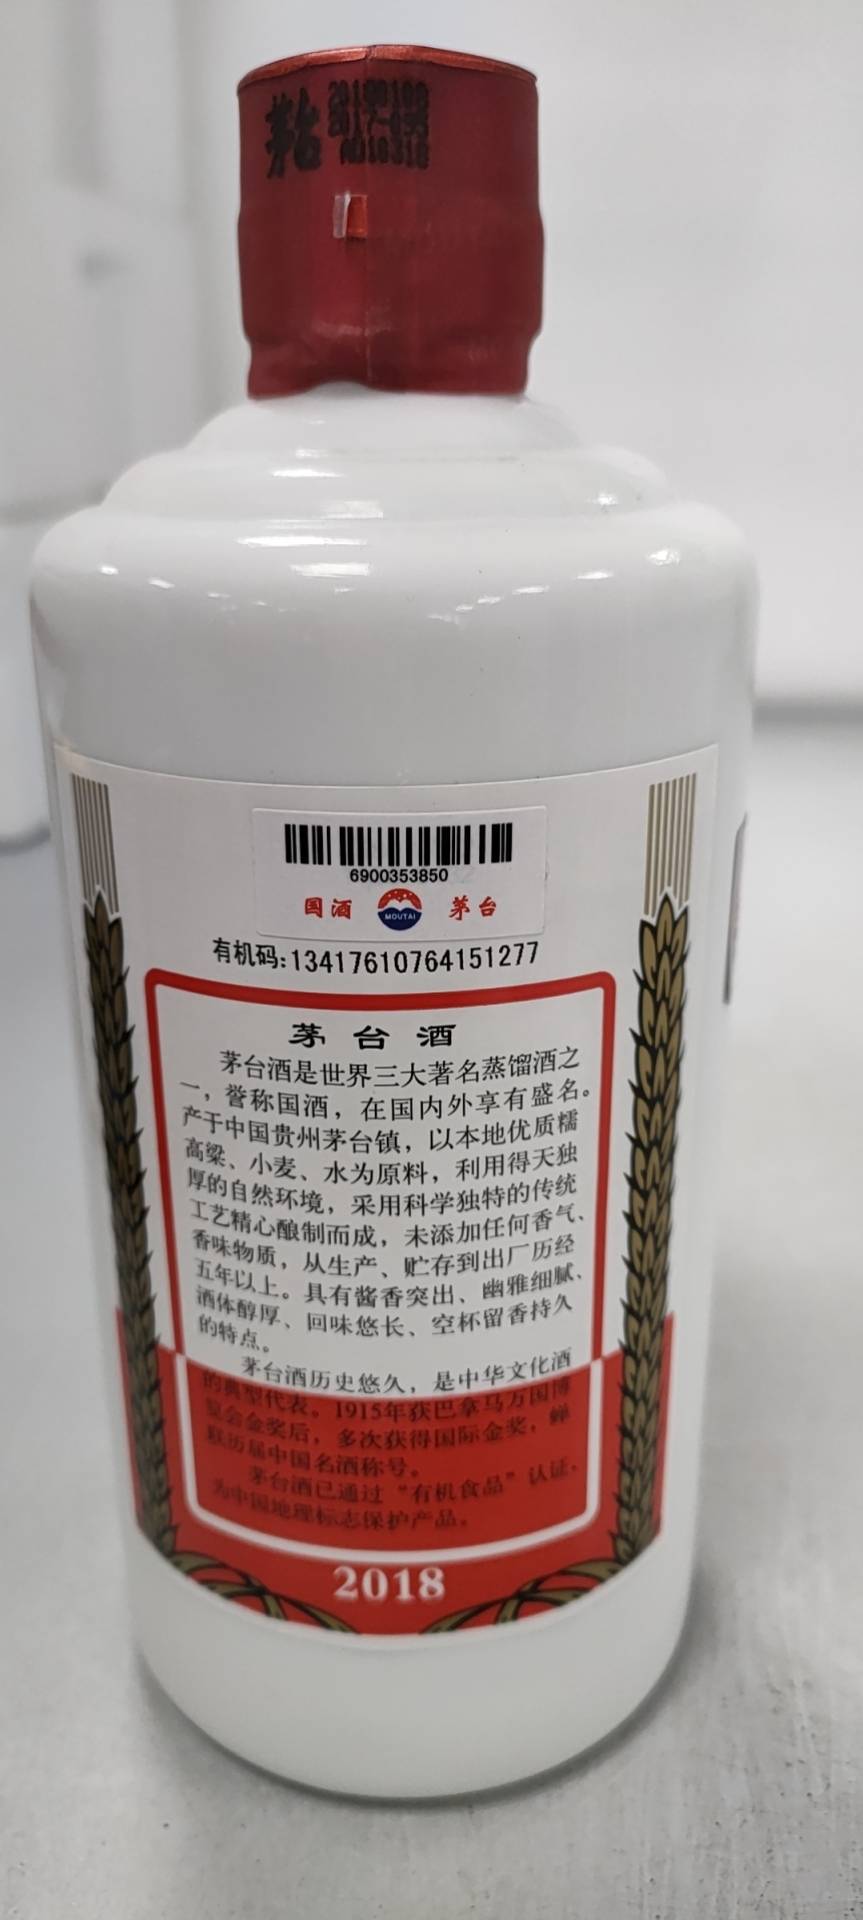 茅台
6900353850
国酒 MOUTAI 茅台
有机码:13417610764151277
茅台酒
茅台酒是世界三大著名蒸馏酒之
一，誉称国酒，在国内外享有盛名。
产于中国贵州茅台镇，以本地优质糯
高粱、小麦、水为原料，利用得天独
厚的自然环境，采用科学独特的传统
工艺精心酿制而成，未添加任何香气、
香味物质，从生产、贮存到出厂历经
五年以上。具有酱香突出、幽雅细腻、
酒体醇厚、回味悠长、空杯留香持久
的特点。
茅台酒历史悠久，是中华文化酒
的典型代表。1915年获巴拿马万国博
览会金奖后，多次获得国际金奖，蝉
联历届中国名酒称号。
茅台酒已通过“有机食品”认证，
为中国地理标志保护产品。
2018